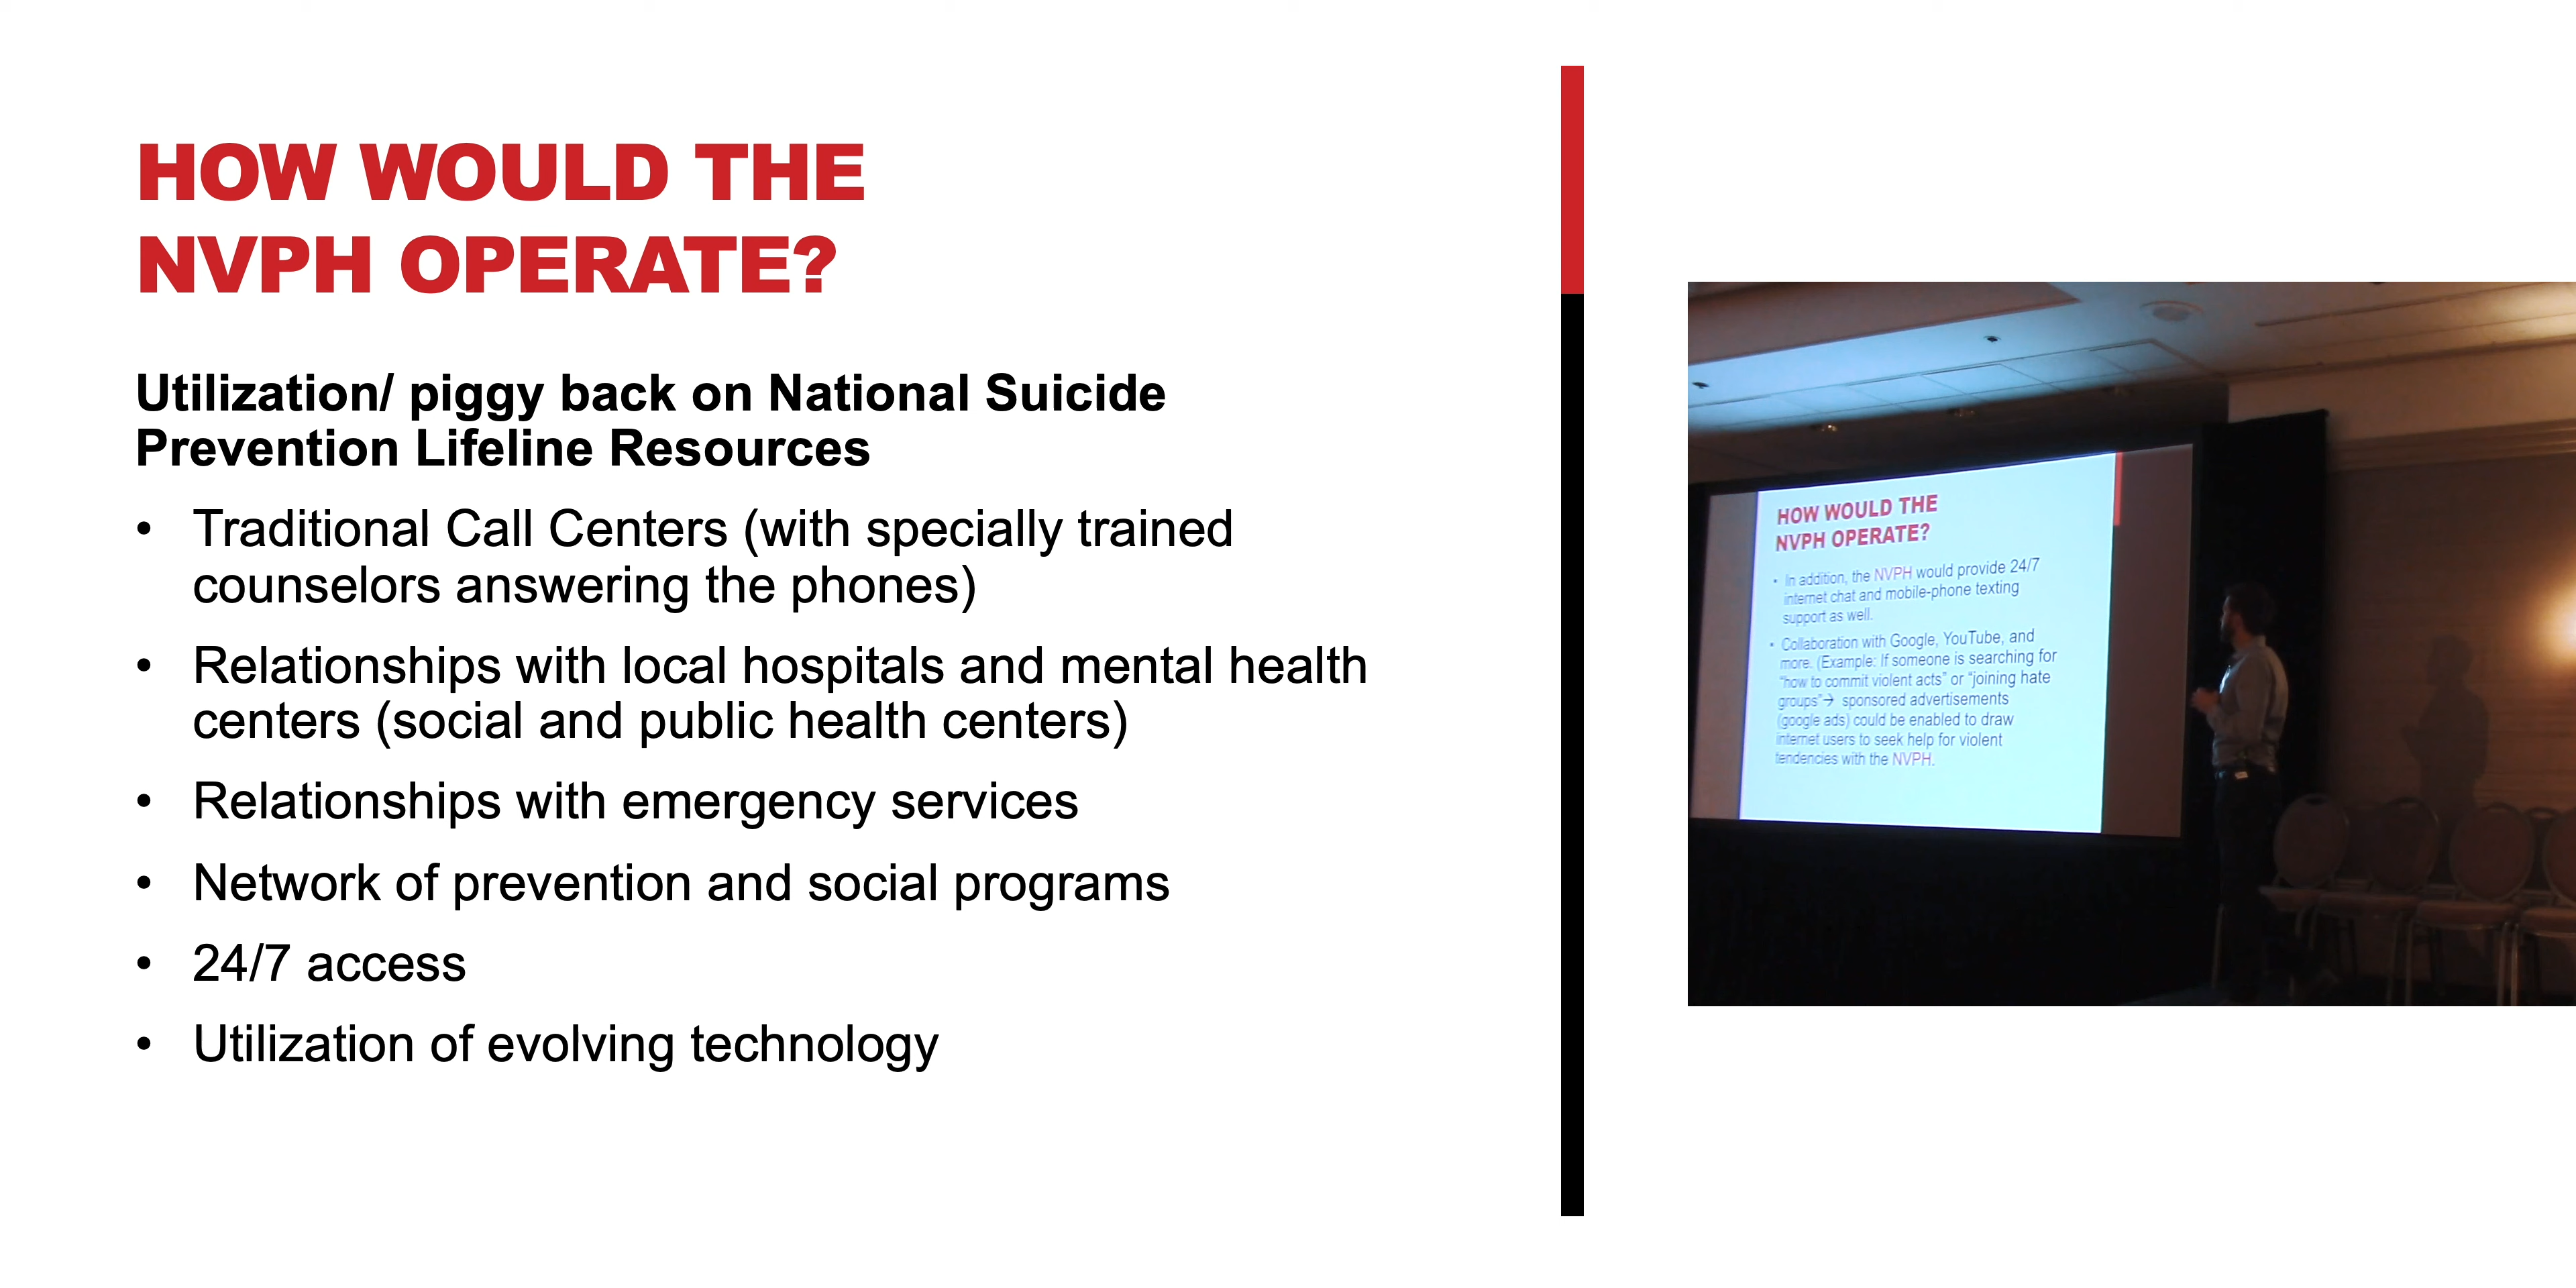 HOW WOULD THE
NVPH OPERATE?
Utilization/ piggy back on National Suicide
Prevention Lifeline Resources
• Traditional Call Centers (with specially trained
counselors answering the phones)
• Relationships with local hospitals and mental health
centers (social and public health centers)
• Relationships with emergency services
• Network of prevention and social programs
• 24/7 access
• Utilization of evolving technology
HOW WOULD THE
NVPH OPERATE?
• In addition, the NVPH would provide 24/7
internet chat and mobile-phone texting
support as well.
• Collaboration with Google, YouTube, and
more. (Example: If someone is searching for
“how to commit violent acts” or “joining hate
groups”→ sponsored advertisements
(google ads) could be enabled to draw
internet users to seek help for violent
tendencies with the NVPH.